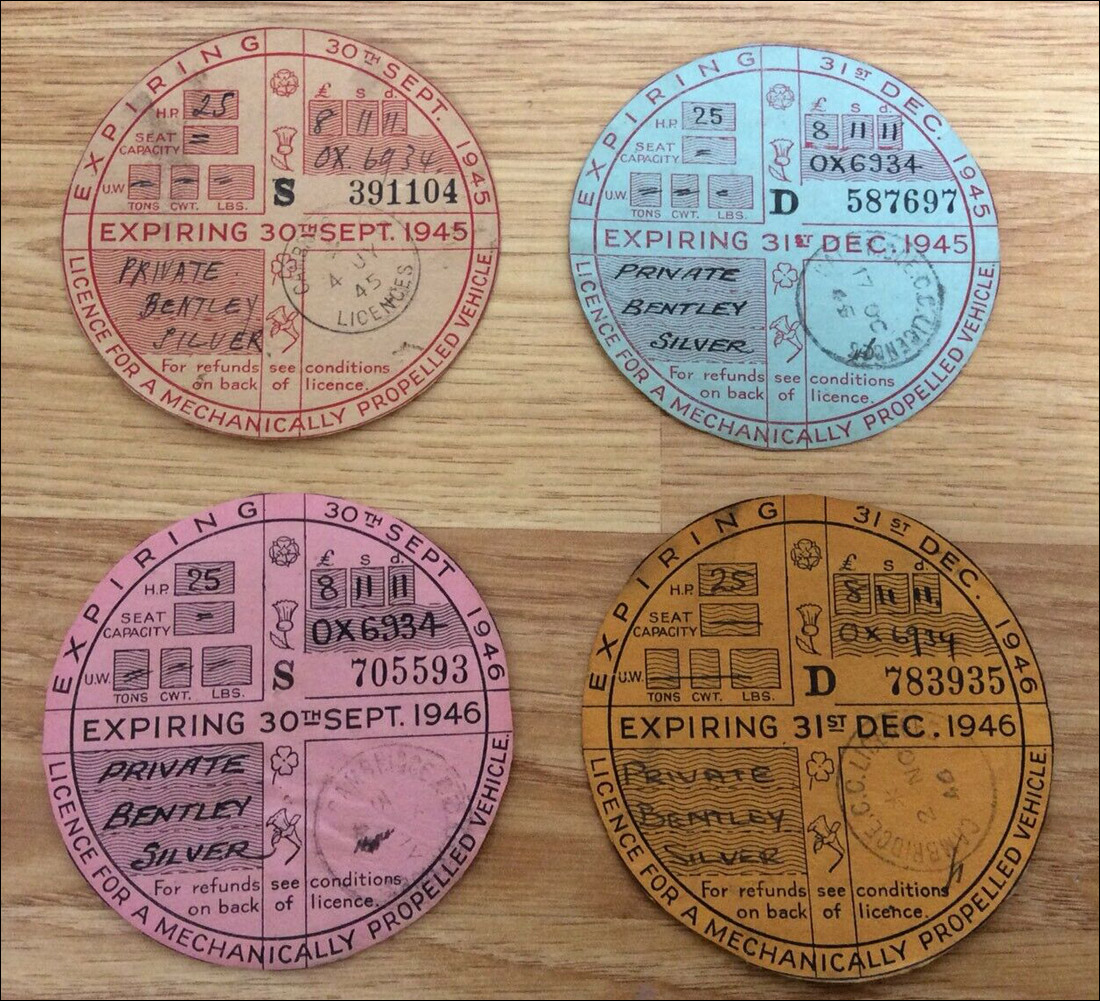 EXPIRING 30TH SEPT. 1945
H.P. 25
£ s d.
8 11 11
SEAT CAPACITY =
OX.6934
U.W. TONS CWT. LBS.
S 391104
EXPIRING 30TH SEPT. 1945
PRIVATE
BENTLEY
SILVER
4 JY
45
LICENCES
For refunds see conditions
on back of licence.
LICENCE FOR A MECHANICALLY PROPELLED VEHICLE.
EXPIRING 31ST DEC. 1945
H.P. 25
£ s d.
8 11 11
SEAT CAPACITY -
OX6934
U.W. TONS CWT. LBS.
D 587697
EXPIRING 31ST DEC. 1945
PRIVATE
BENTLEY
SILVER
C.C. LICENCES
17 OC
45
For refunds see conditions
on back of licence.
LICENCE FOR A MECHANICALLY PROPELLED VEHICLE.
EXPIRING 30TH SEPT 1946
H.P. 25
£ s d.
8 11 11
SEAT CAPACITY -
OX6934
U.W. TONS CWT. LBS.
S 705593
EXPIRING 30TH SEPT. 1946
PRIVATE
BENTLEY
SILVER
For refunds see conditions
on back of licence.
LICENCE FOR A MECHANICALLY PROPELLED VEHICLE.
EXPIRING 31ST DEC. 1946
H.P. 25
£ s d.
8 11 11
SEAT CAPACITY
OX 6934
U.W. TONS CWT. LBS.
D 783935
EXPIRING 31ST DEC. 1946
PRIVATE
BENTLEY
SILVER
CAMBRIDGE.C.C.
2 NO
For refunds see conditions
on back of licence.
LICENCE FOR A MECHANICALLY PROPELLED VEHICLE.